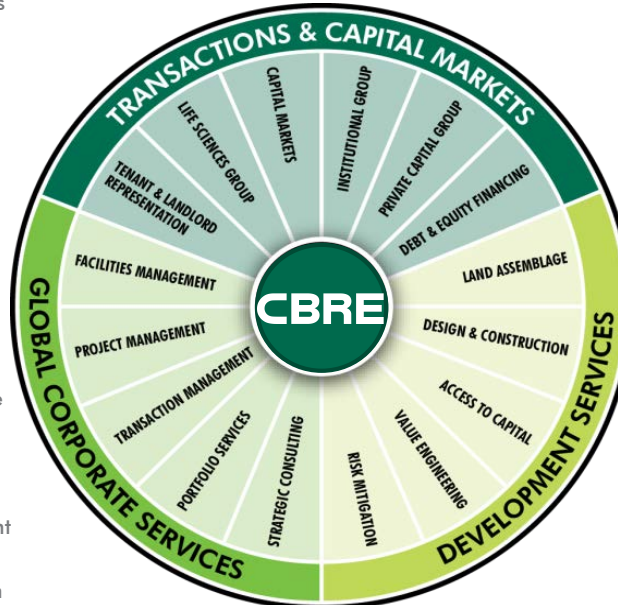 s
TRANSACTIONS & CAPITAL MARKETS
TENANT & LANDLORD
REPRESENTATION
LIFE SCIENCES GROUP
CAPITAL MARKETS
INSTITUTIONAL GROUP
PRIVATE CAPITAL GROUP
DEBT & EQUITY FINANCING
DEVELOPMENT SERVICES
LAND ASSEMBLAGE
DESIGN & CONSTRUCTION
ACCESS TO CAPITAL
VALUE ENGINEERING
RISK MITIGATION
GLOBAL CORPORATE SERVICES
FACILITIES MANAGEMENT
PROJECT MANAGEMENT
TRANSACTION MANAGEMENT
PORTFOLIO SERVICES
STRATEGIC CONSULTING
CBRE